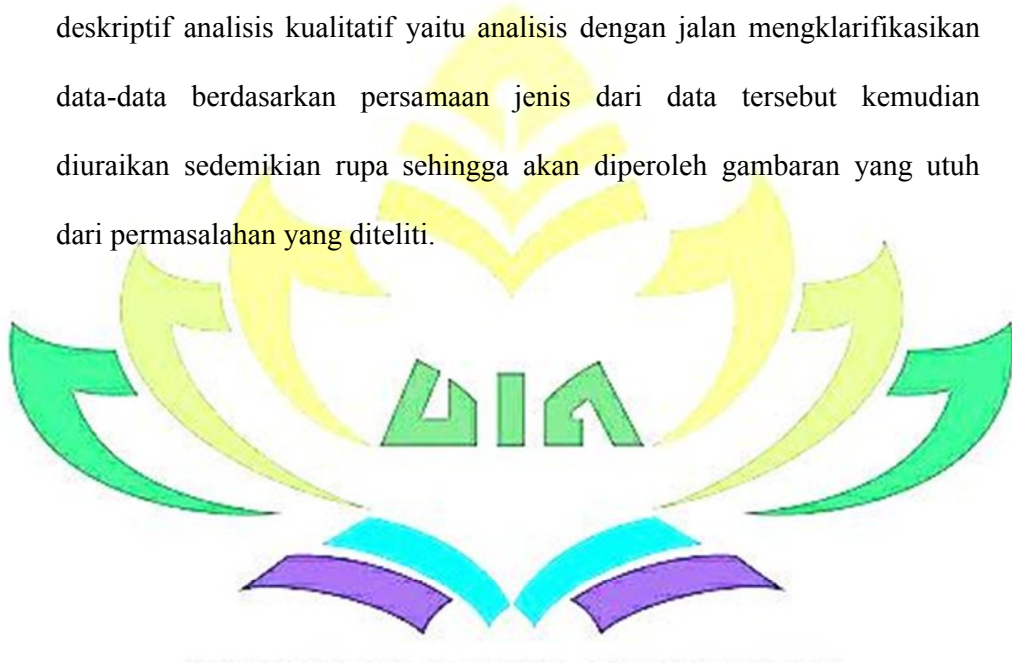 deskriptif analisis kualitatif yaitu analisis dengan jalan mengklarifikasikan
data-data berdasarkan persamaan jenis dari data tersebut kemudian
diuraikan sedemikian rupa sehingga akan diperoleh gambaran yang utuh
dari permasalahan yang diteliti.